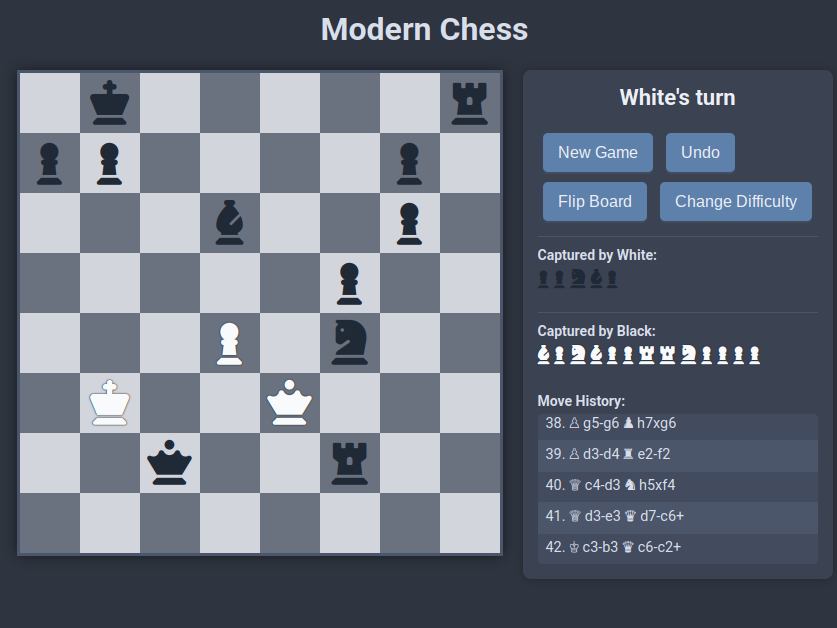 Modern Chess
White's turn
New Game
Undo
Flip Board
Change Difficulty
Captured by White:
♟♟♞♝♟
Captured by Black:
♝♟♞♝♟♟♜♜♞♟♟♟♟
Move History:
38. ♙ g5-g6 ♟ h7xg6
39. ♙ d3-d4 ♜ e2-f2
40. ♕ c4-d3 ♞ h5xf4
41. ♕ d3-e3 ♛ d7-c6+
42. ♔ c3-b3 ♛ c6-c2+